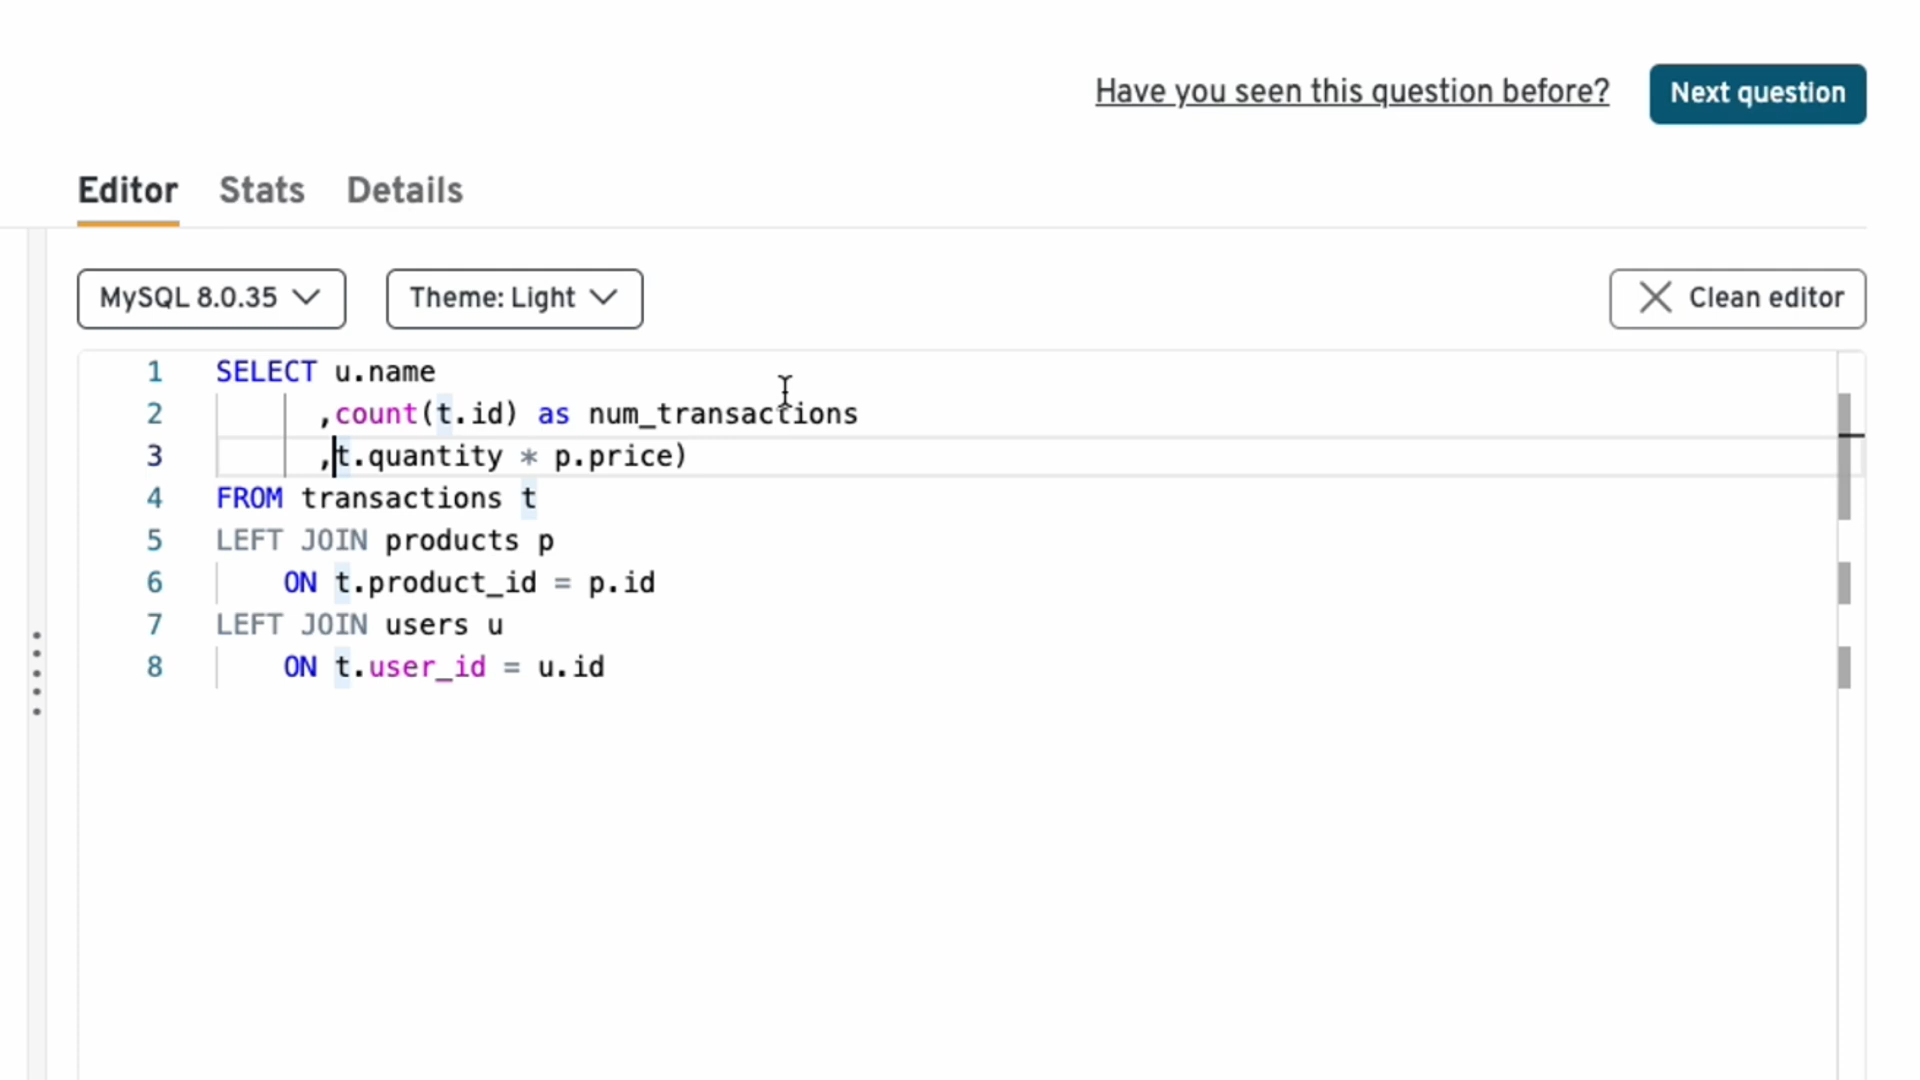 Have you seen this question before? Next question
Editor Stats Details
MySQL 8.0.35 Theme: Light Clean editor
1 SELECT u.name
2 ,count(t.id) as num_transactions
3 ,t.quantity * p.price)
4 FROM transactions t
5 LEFT JOIN products p
6 ON t.product_id = p.id
7 LEFT JOIN users u
8 ON t.user_id = u.id